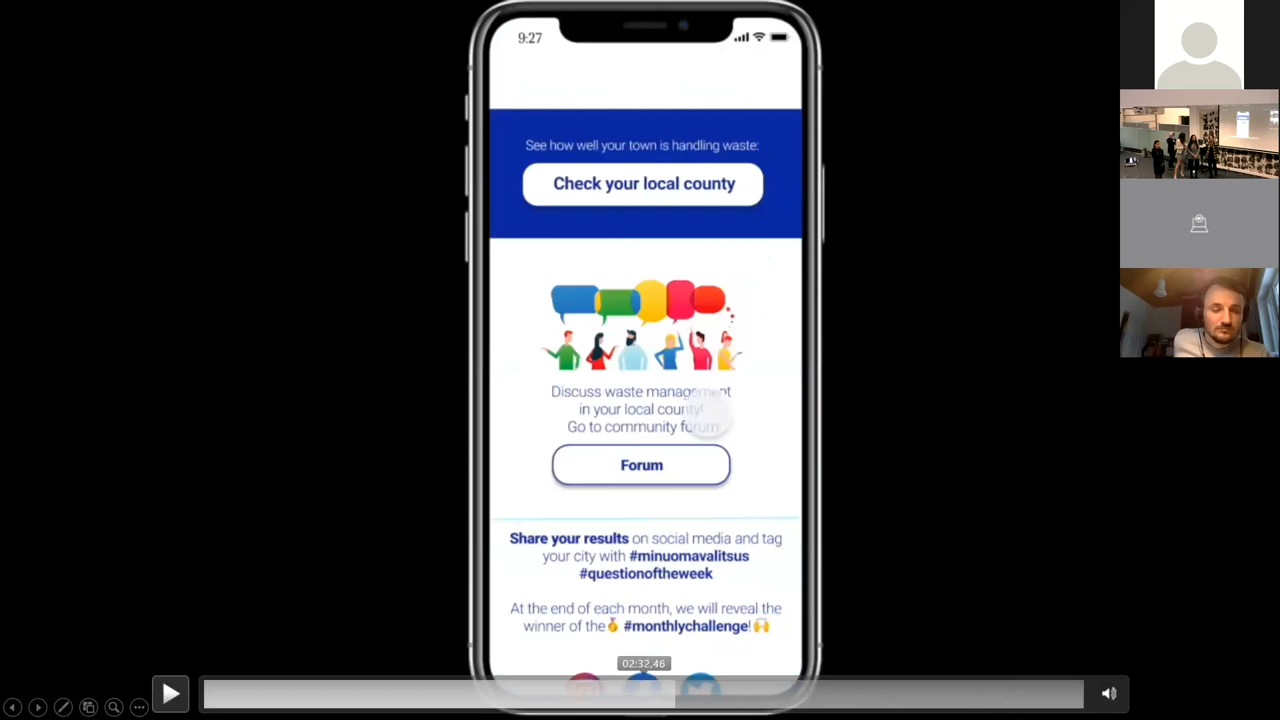 9:27
See how well your town is handling waste:
Check your local county
Discuss waste management
in your local county!
Go to community forum
Forum
Share your results on social media and tag
your city with #minuomavalitsus
#questionoftheweek
At the end of each month, we will reveal the
winner of the🏅 #monthlychallenge!🙌
02:32,46